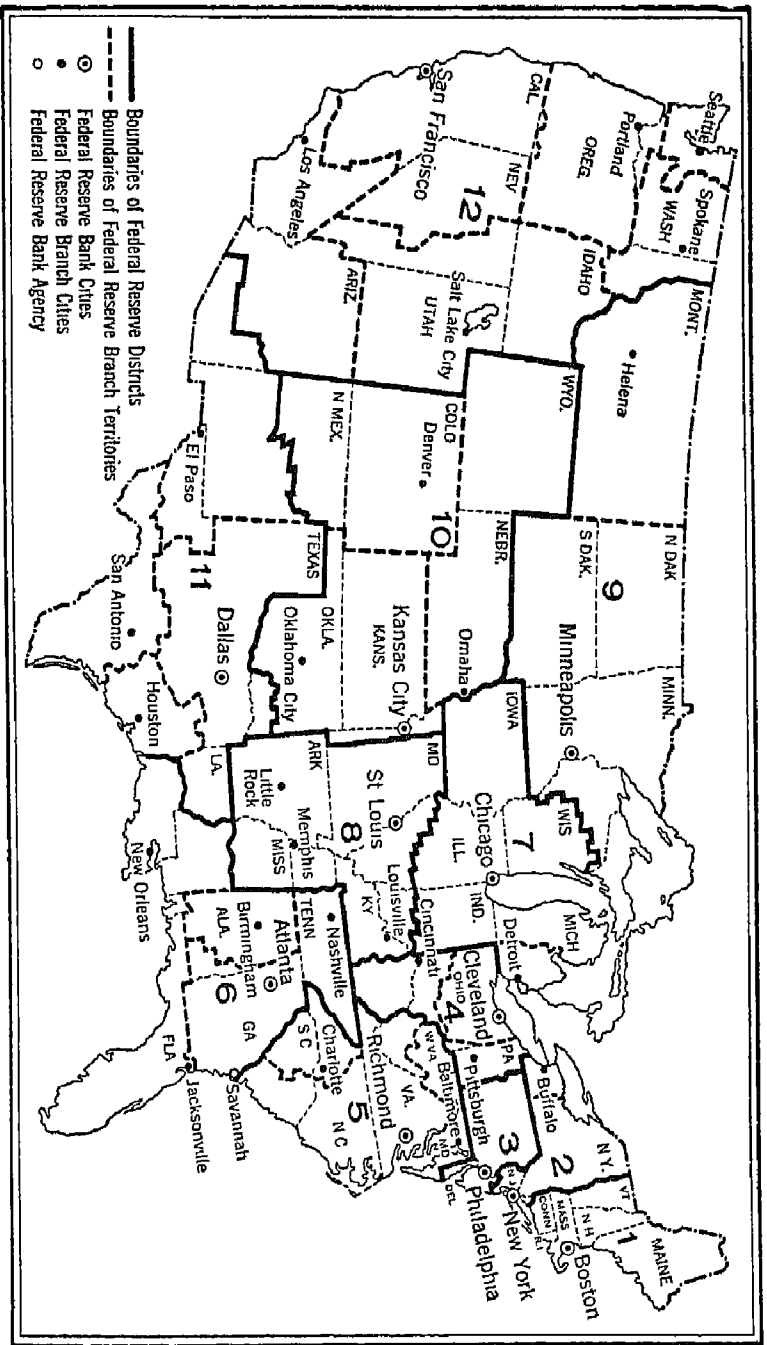 Seattle
Spokane
WASH
Portland
OREG.
IDAHO
MONT.
Helena
N DAK
MINN.
9
S DAK.
Minneapolis
WYO.
CAL.
NEV
12
San Francisco
Los Angeles
Salt Lake City
UTAH
ARIZ
COLO
Denver
10
N MEX.
NEBR.
Omaha
IOWA
Kansas City
KANS.
OKLA.
Oklahoma City
TEXAS
El Paso
11
Dallas
San Antonio
Houston
WIS
7
Chicago
ILL.
IND.
MICH
Detroit
MO
St Louis
8
Louisville
KY
ARK
Little
Rock
Memphis
MISS
LA.
New Orleans
TENN
Nashville
Cincinnati
Cleveland
OHIO
4
PA
Pittsburgh
Buffalo
N Y.
2
3
N J
New York
Philadelphia
VT
N H
MASS
CONN
R I
1
MAINE
Boston
W VA
Baltimore
MD
DEL
Richmond
VA.
5
N C
Charlotte
S C
Birmingham
ALA.
Atlanta
6
GA
Savannah
FLA
Jacksonville
Boundaries of Federal Reserve Districts
Boundaries of Federal Reserve Branch Territories
Federal Reserve Bank Cities
Federal Reserve Branch Cities
Federal Reserve Bank Agency